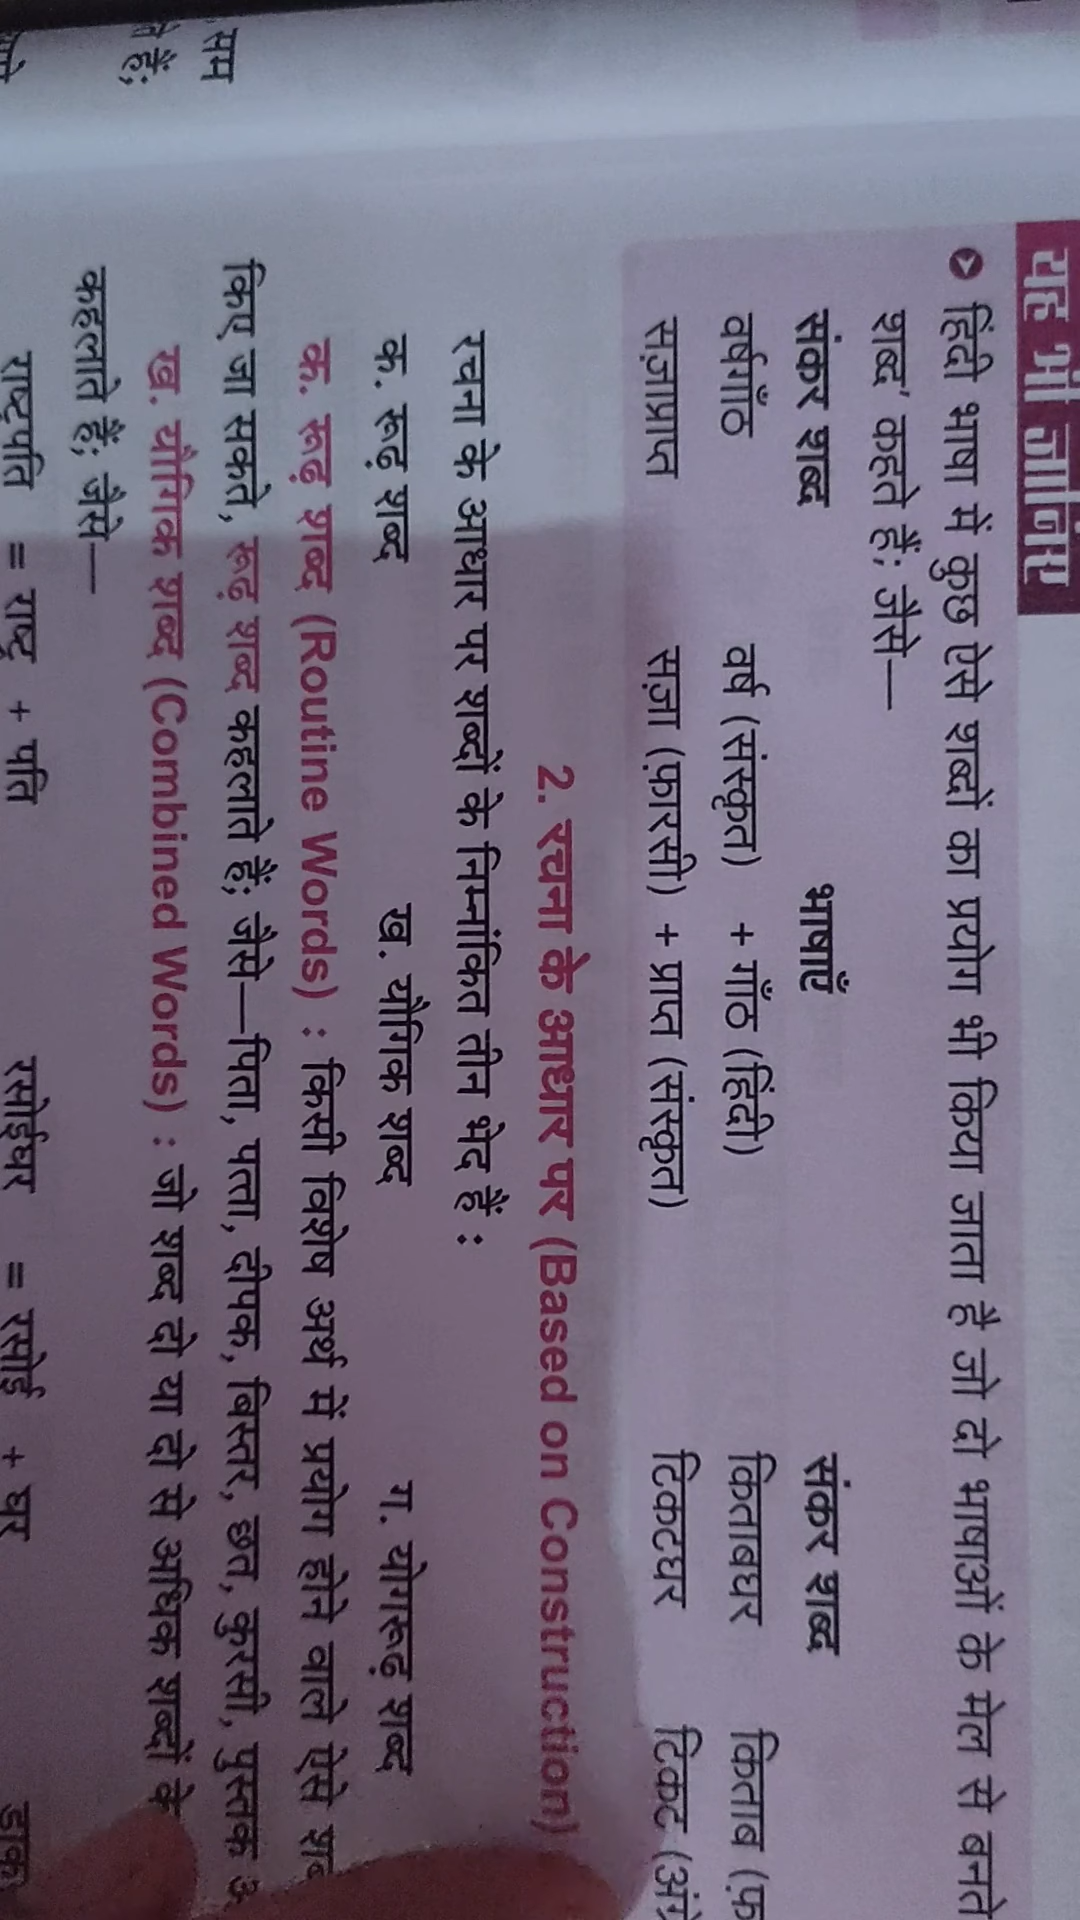 यह भी जानिए
हिंदी भाषा में कुछ ऐसे शब्दों का प्रयोग भी किया जाता है जो दो भाषाओं के मेल से बनते
शब्द' कहते हैं; जैसे—
संकर शब्द भाषाएँ संकर शब्द
वर्षगाँठ वर्ष (संस्कृत) + गाँठ (हिंदी) किताबघर किताब (फ़
सज़ाप्राप्त सज़ा (फ़ारसी) + प्राप्त (संस्कृत) टिकटघर टिकट (अंग्रे
2. रचना के आधार पर (Based on Construction)
रचना के आधार पर शब्दों के निम्नांकित तीन भेद हैं :
क. रूढ़ शब्द ख. यौगिक शब्द ग. योगरूढ़ शब्द
क. रूढ़ शब्द (Routine Words) : किसी विशेष अर्थ में प्रयोग होने वाले ऐसे
किए जा सकते, रूढ़ शब्द कहलाते हैं; जैसे—पिता, पत्ता, दीपक, बिस्तर, छत, कुरसी, पुस्तक
ख. यौगिक शब्द (Combined Words) : जो शब्द दो या दो से अधिक शब्दों के
कहलाते हैं; जैसे—
राष्ट्रपति = राष्ट्र + पति रसोईघर = रसोई + घर डाक
सम
हैं;